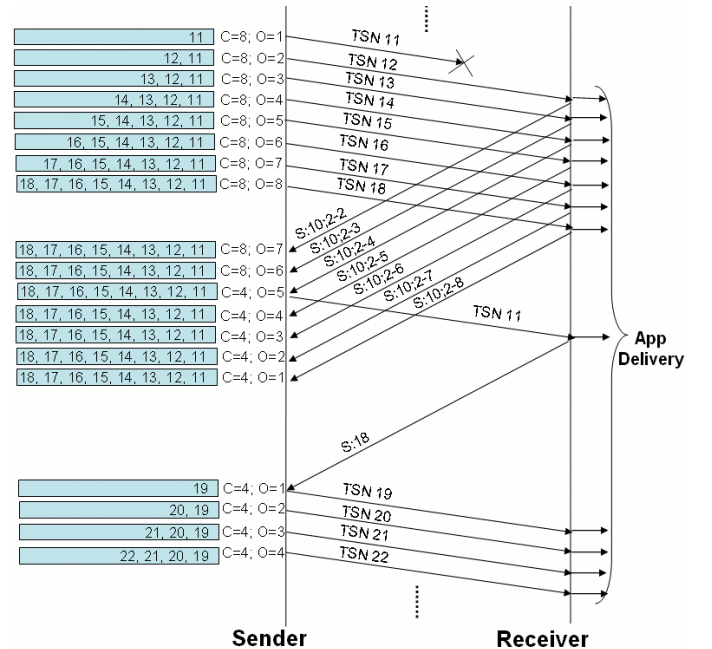 11 C=8; O=1 TSN 11
12, 11 C=8; O=2 TSN 12
13, 12, 11 C=8; O=3 TSN 13
14, 13, 12, 11 C=8; O=4 TSN 14
15, 14, 13, 12, 11 C=8; O=5 TSN 15
16, 15, 14, 13, 12, 11 C=8; O=6 TSN 16
17, 16, 15, 14, 13, 12, 11 C=8; O=7 TSN 17
18, 17, 16, 15, 14, 13, 12, 11 C=8; O=8 TSN 18
18, 17, 16, 15, 14, 13, 12, 11 C=8; O=7 S:10;2-2
18, 17, 16, 15, 14, 13, 12, 11 C=8; O=6 S:10;2-3
18, 17, 16, 15, 14, 13, 12, 11 C=4; O=5 S:10;2-4
18, 17, 16, 15, 14, 13, 12, 11 C=4; O=4 S:10;2-5
18, 17, 16, 15, 14, 13, 12, 11 C=4; O=3 S:10;2-6
18, 17, 16, 15, 14, 13, 12, 11 C=4; O=2 S:10;2-7
18, 17, 16, 15, 14, 13, 12, 11 C=4; O=1 S:10;2-8
TSN 11
App
Delivery
S:18
19 C=4; O=1 TSN 19
20, 19 C=4; O=2 TSN 20
21, 20, 19 C=4; O=3 TSN 21
22, 21, 20, 19 C=4; O=4 TSN 22
Sender Receiver